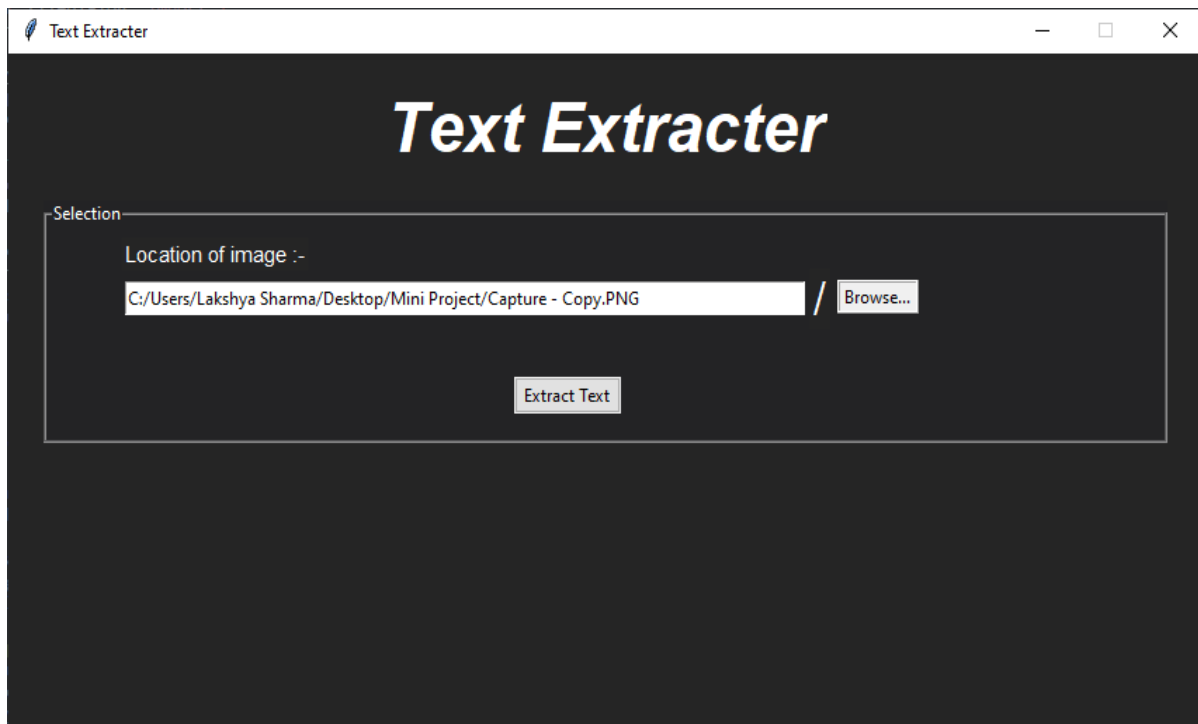 Text Extracter
Text Extracter
Selection
Location of image :-
C:/Users/Lakshya Sharma/Desktop/Mini Project/Capture - Copy.PNG / Browse...
Extract Text